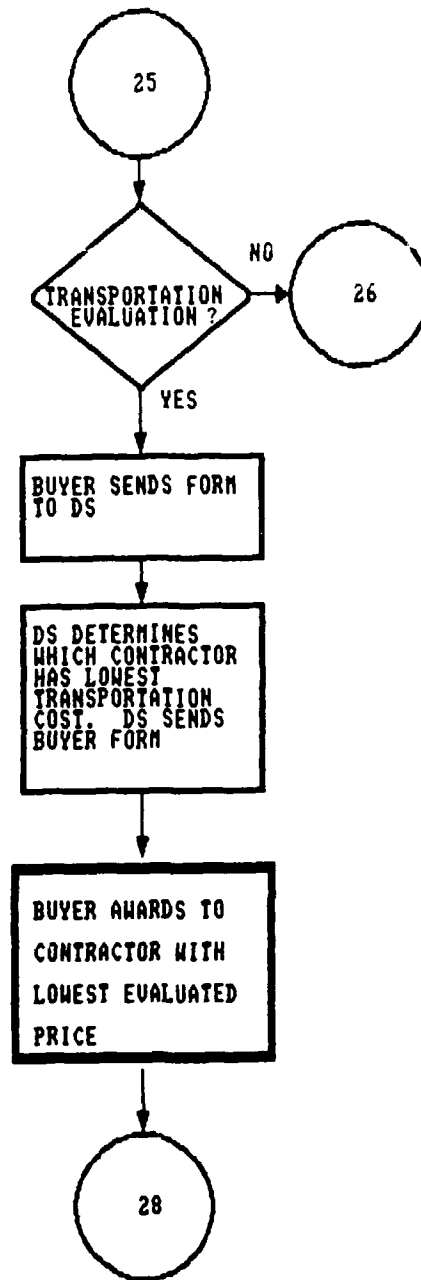 25
NO
TRANSPORTATION
EVALUATION ?
26
YES
BUYER SENDS FORM
TO DS
DS DETERMINES
WHICH CONTRACTOR
HAS LOWEST
TRANSPORTATION
COST. DS SENDS
BUYER FORM
BUYER AWARDS TO
CONTRACTOR WITH
LOWEST EVALUATED
PRICE
28